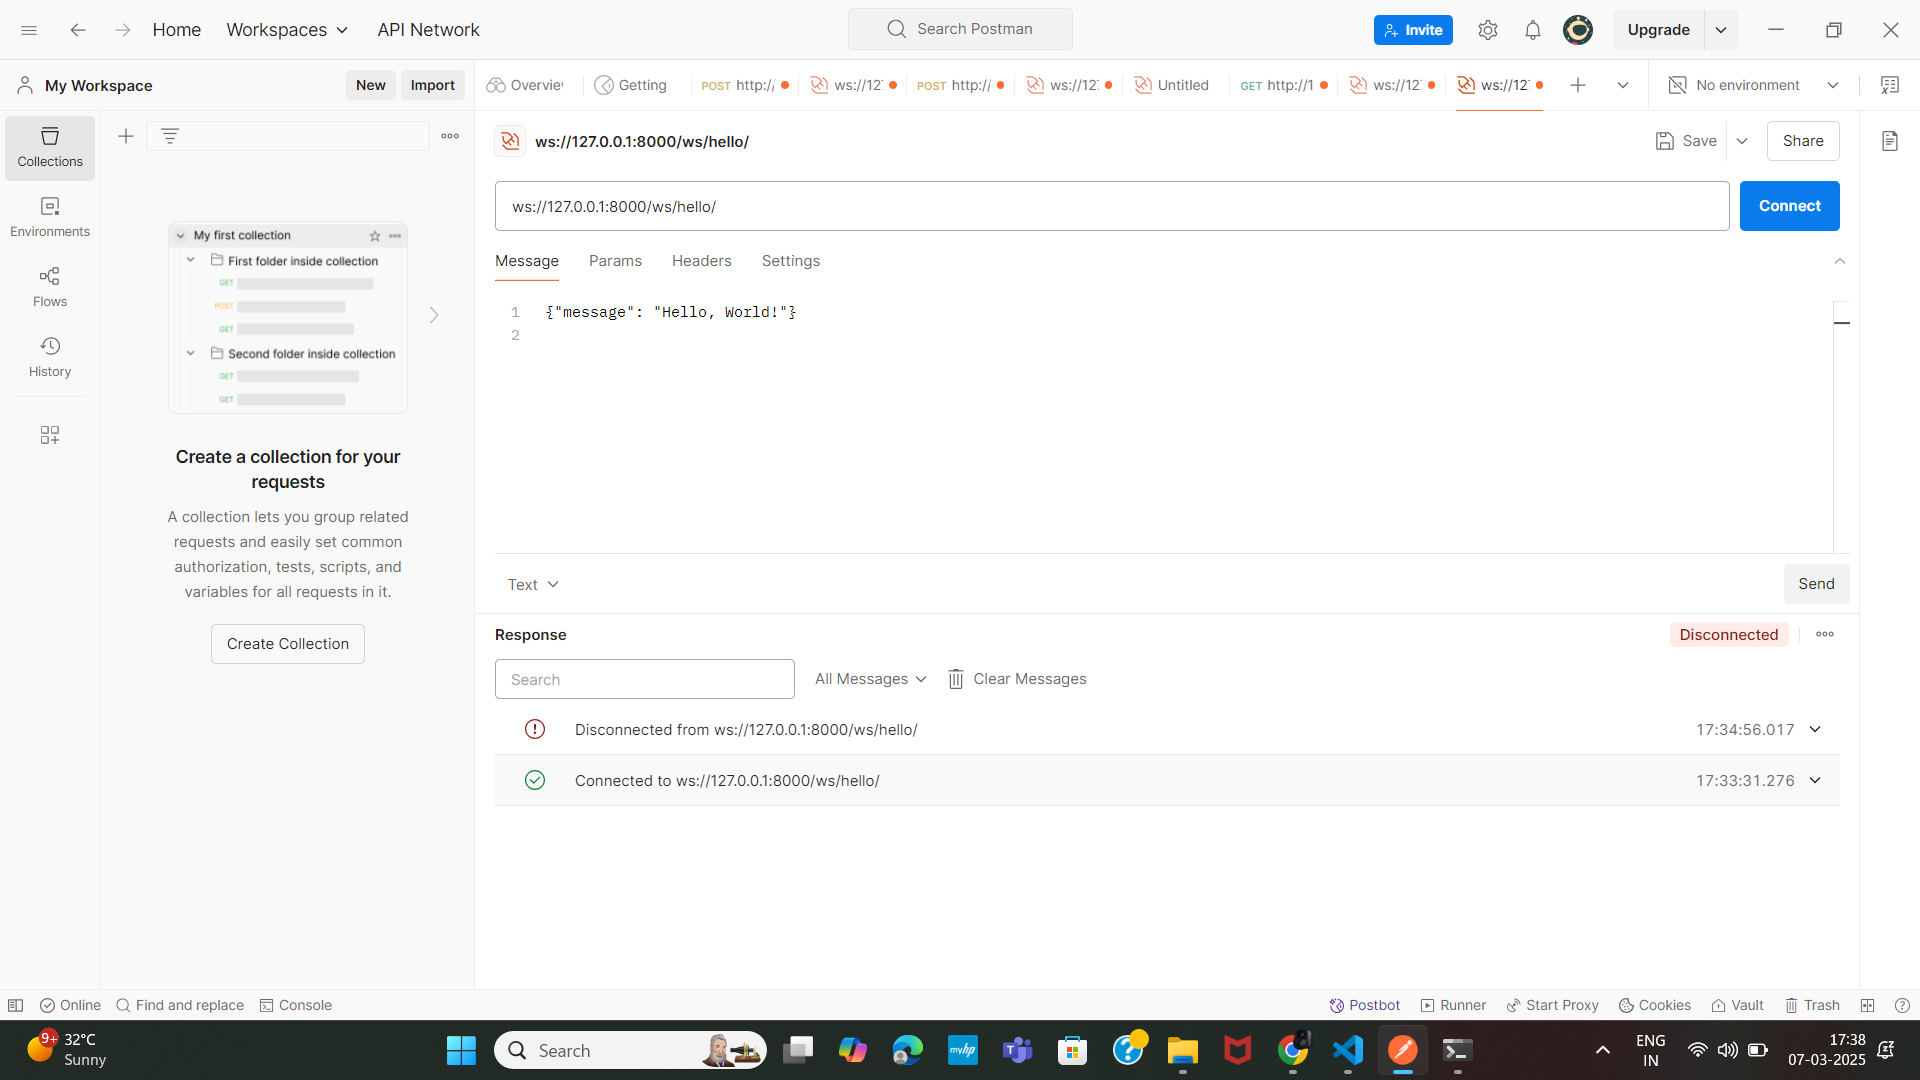 Home
Workspaces
API Network
Search Postman
Invite
Upgrade
My Workspace
New
Import
Overvie
Getting
POST http:/
ws://12
POST http:/
ws://12
Untitled
GET http://1
ws://12
ws://12
No environment
Collections
Environments
Flows
History
My first collection
First folder inside collection
GET
POST
GET
Second folder inside collection
GET
GET
Create a collection for your
requests
A collection lets you group related
requests and easily set common
authorization, tests, scripts, and
variables for all requests in it.
Create Collection
ws://127.0.0.1:8000/ws/hello/
Save
Share
ws://127.0.0.1:8000/ws/hello/
Connect
Message
Params
Headers
Settings
1 {"message": "Hello, World!"}
2
Text
Send
Response
Disconnected
Search
All Messages
Clear Messages
Disconnected from ws://127.0.0.1:8000/ws/hello/
17:34:56.017
Connected to ws://127.0.0.1:8000/ws/hello/
17:33:31.276
Online
Find and replace
Console
Postbot
Runner
Start Proxy
Cookies
Vault
Trash
9+
32°C
Sunny
Search
myhp
ENG
IN
17:38
07-03-2025